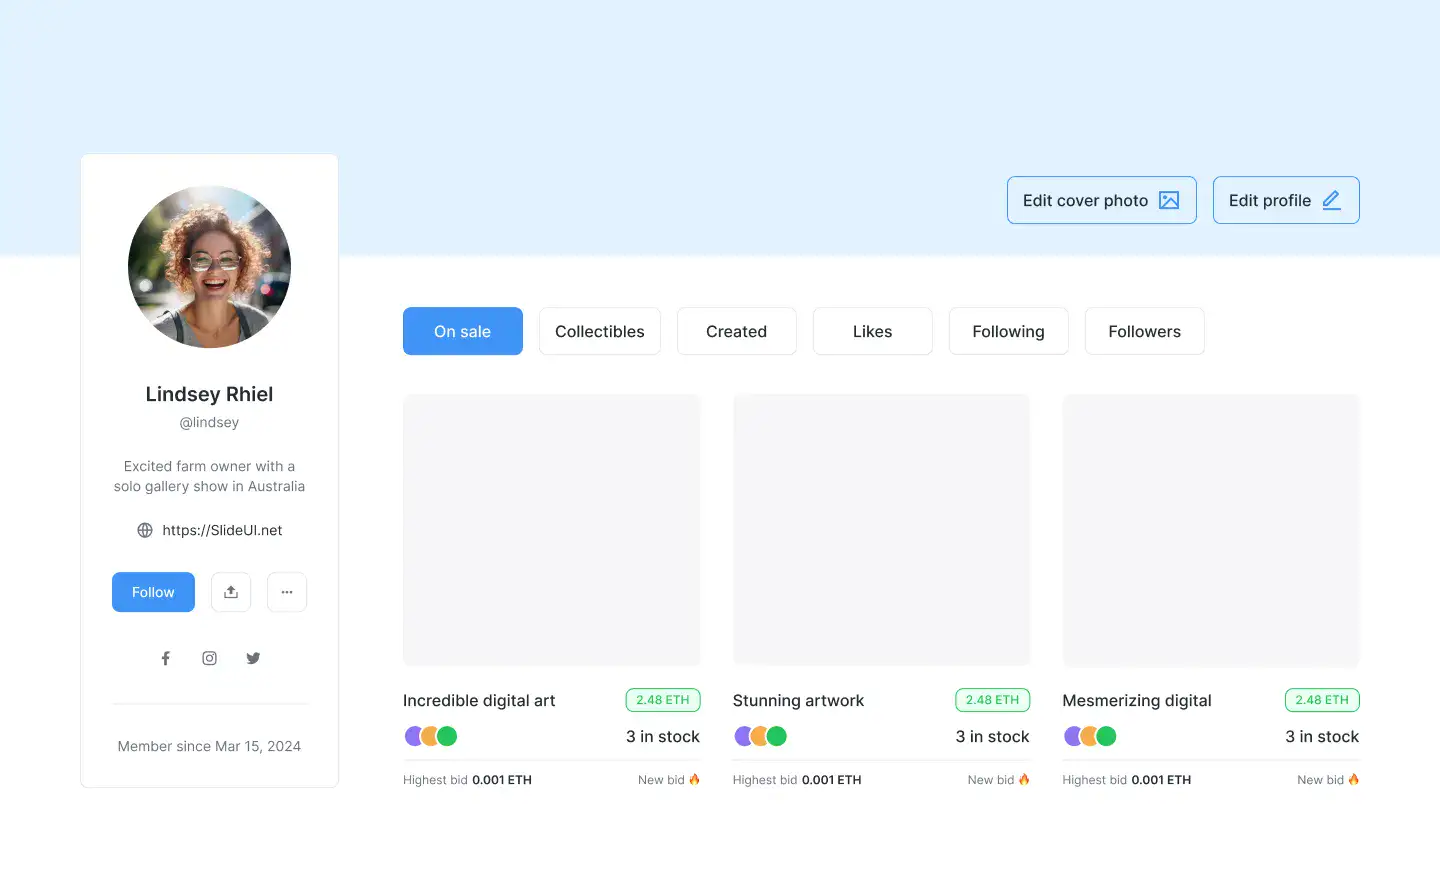 Edit cover photo
Edit profile
Lindsey Rhiel
@lindsey
Excited farm owner with a
solo gallery show in Australia
https://SlideUI.net
Follow
Member since Mar 15, 2024
On sale
Collectibles
Created
Likes
Following
Followers
Incredible digital art
2.48 ETH
3 in stock
Highest bid 0.001 ETH
New bid 🔥
Stunning artwork
2.48 ETH
3 in stock
Highest bid 0.001 ETH
New bid 🔥
Mesmerizing digital
2.48 ETH
3 in stock
Highest bid 0.001 ETH
New bid 🔥